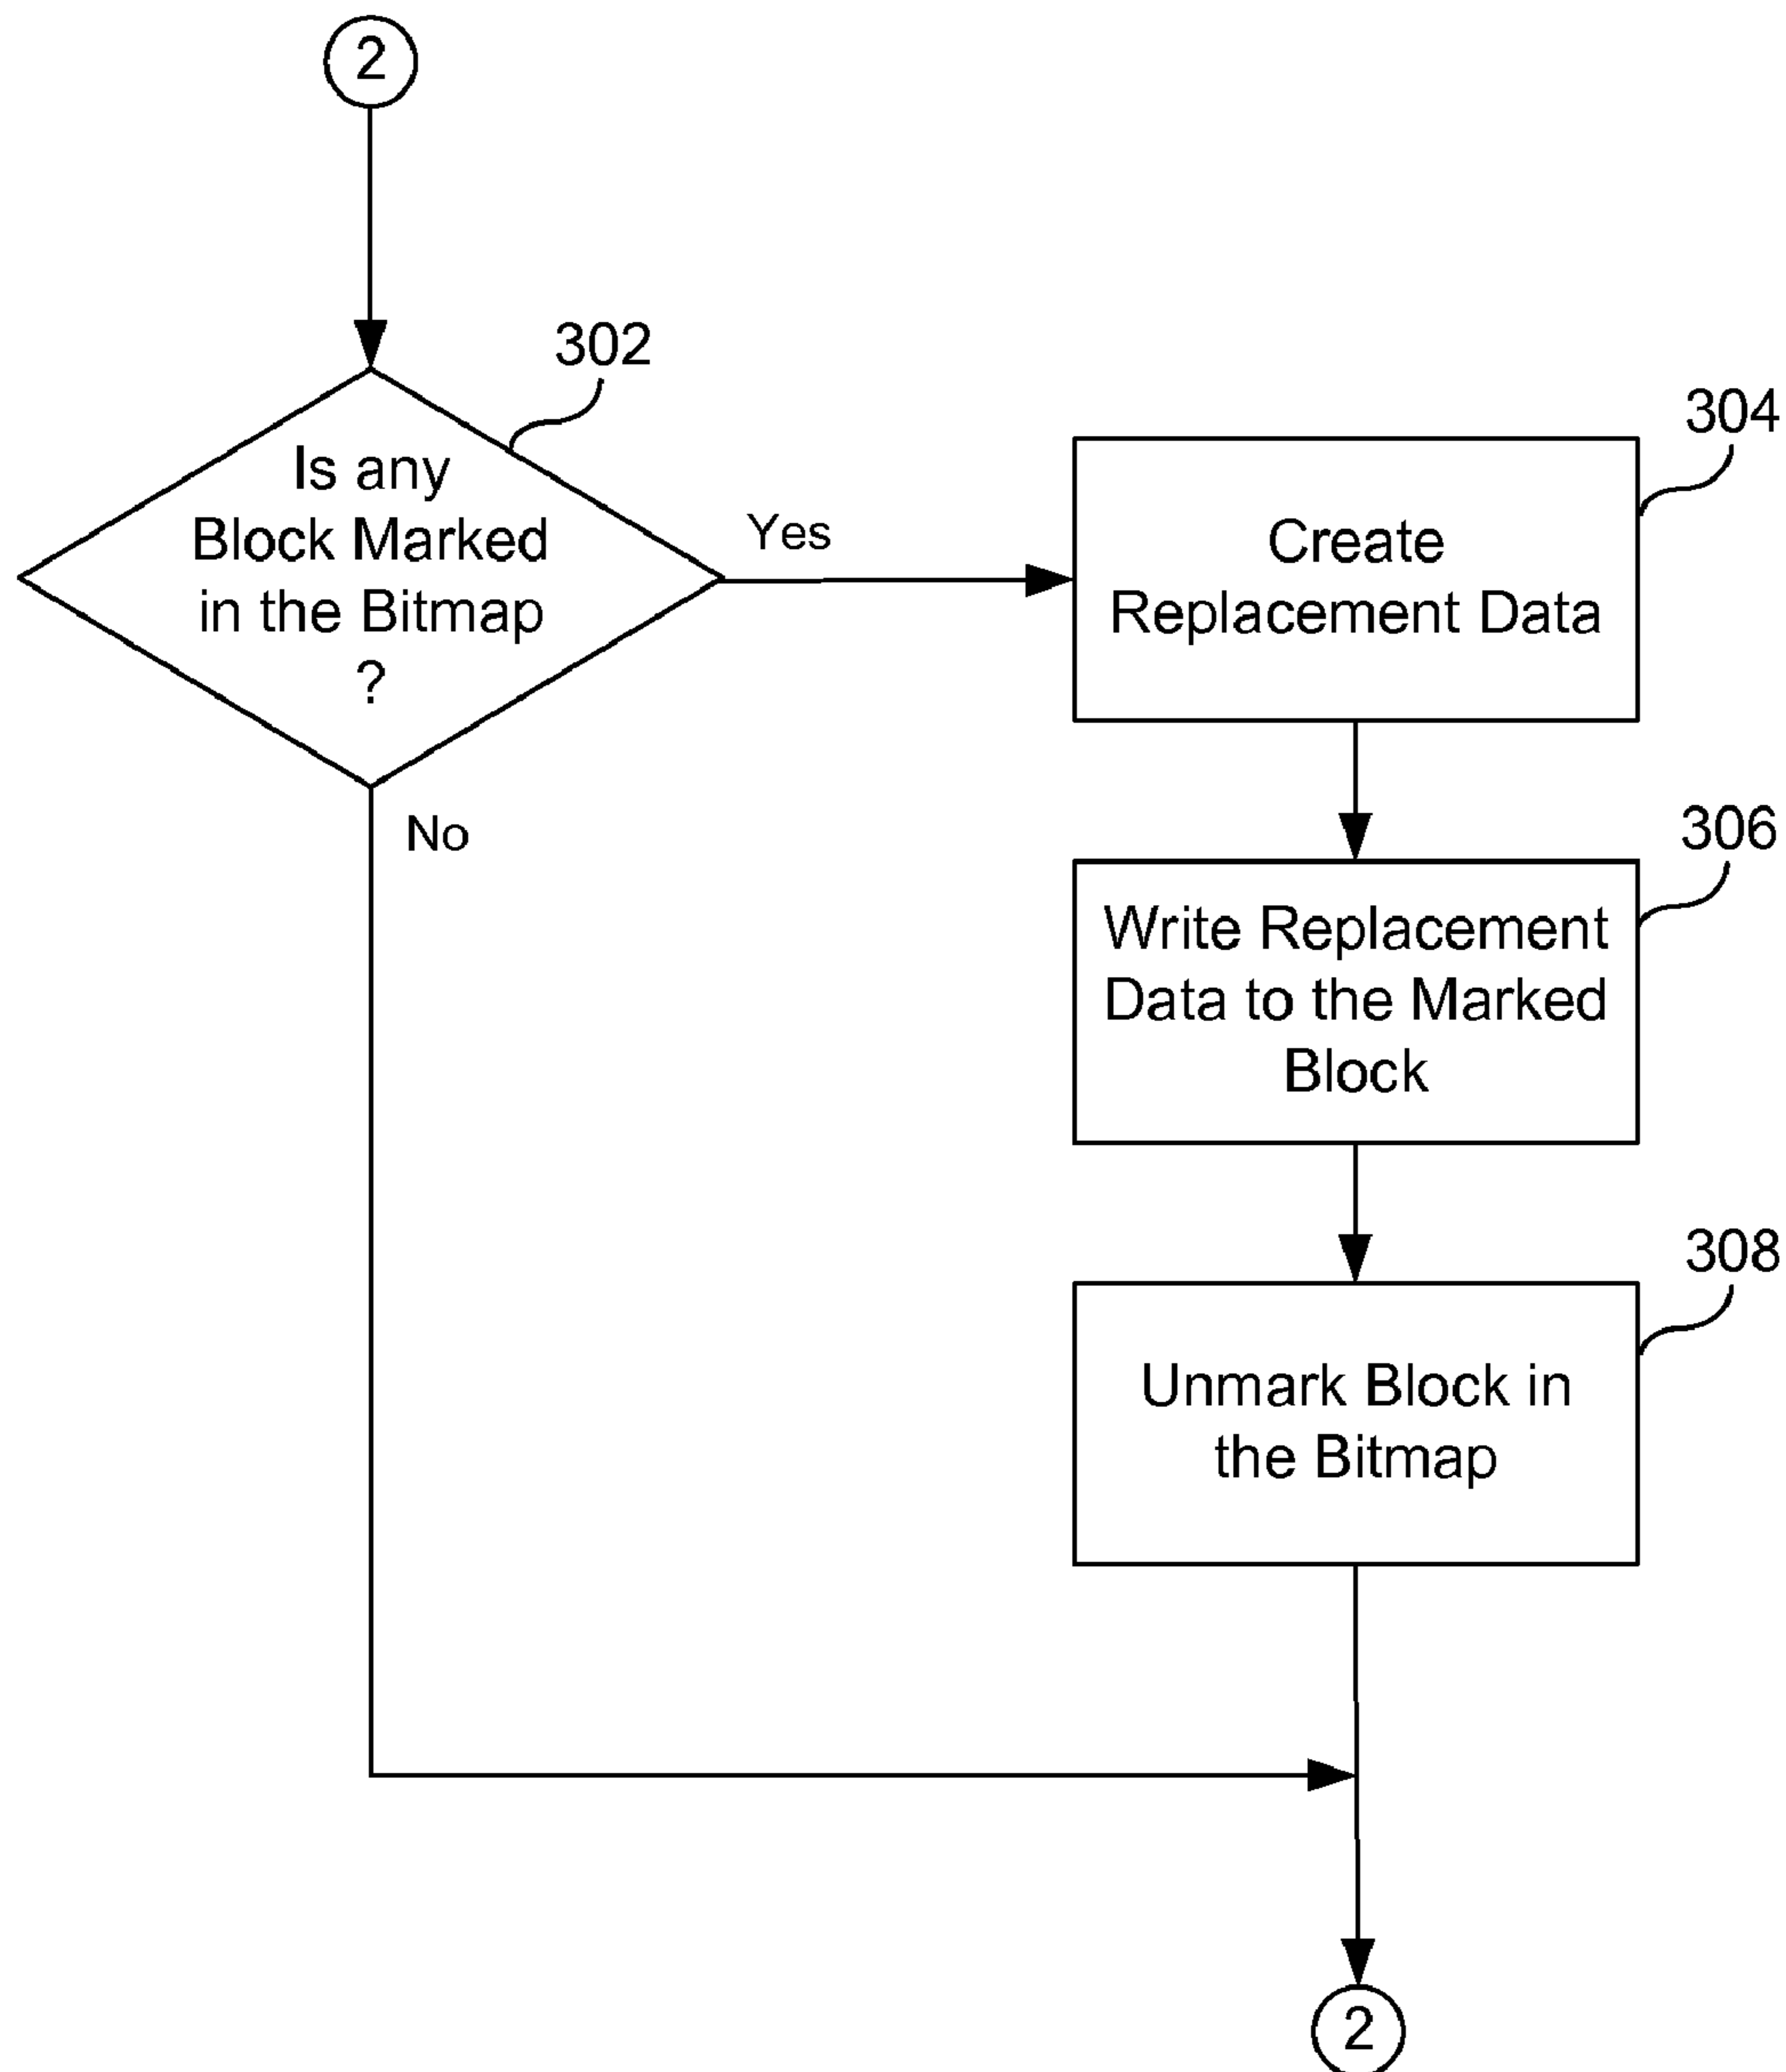 2
302
Is any
Block Marked
in the Bitmap
?
Yes
No
304
Create
Replacement Data
306
Write Replacement
Data to the Marked
Block
308
Unmark Block in
the Bitmap
2